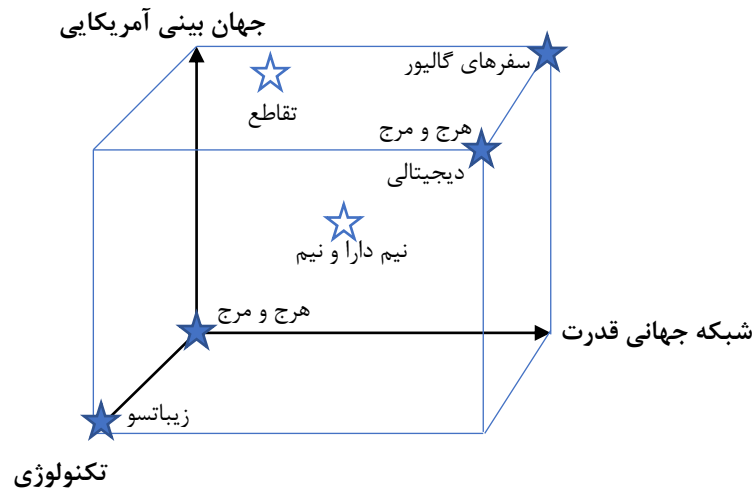 جهان بینی آمریکایی
سفرهای گالیور
تقاطع
هرج و مرج
دیجیتالی
نیم دارا و نیم
هرج و مرج
شبکه جهانی قدرت
زیباتسو
تکنولوژی